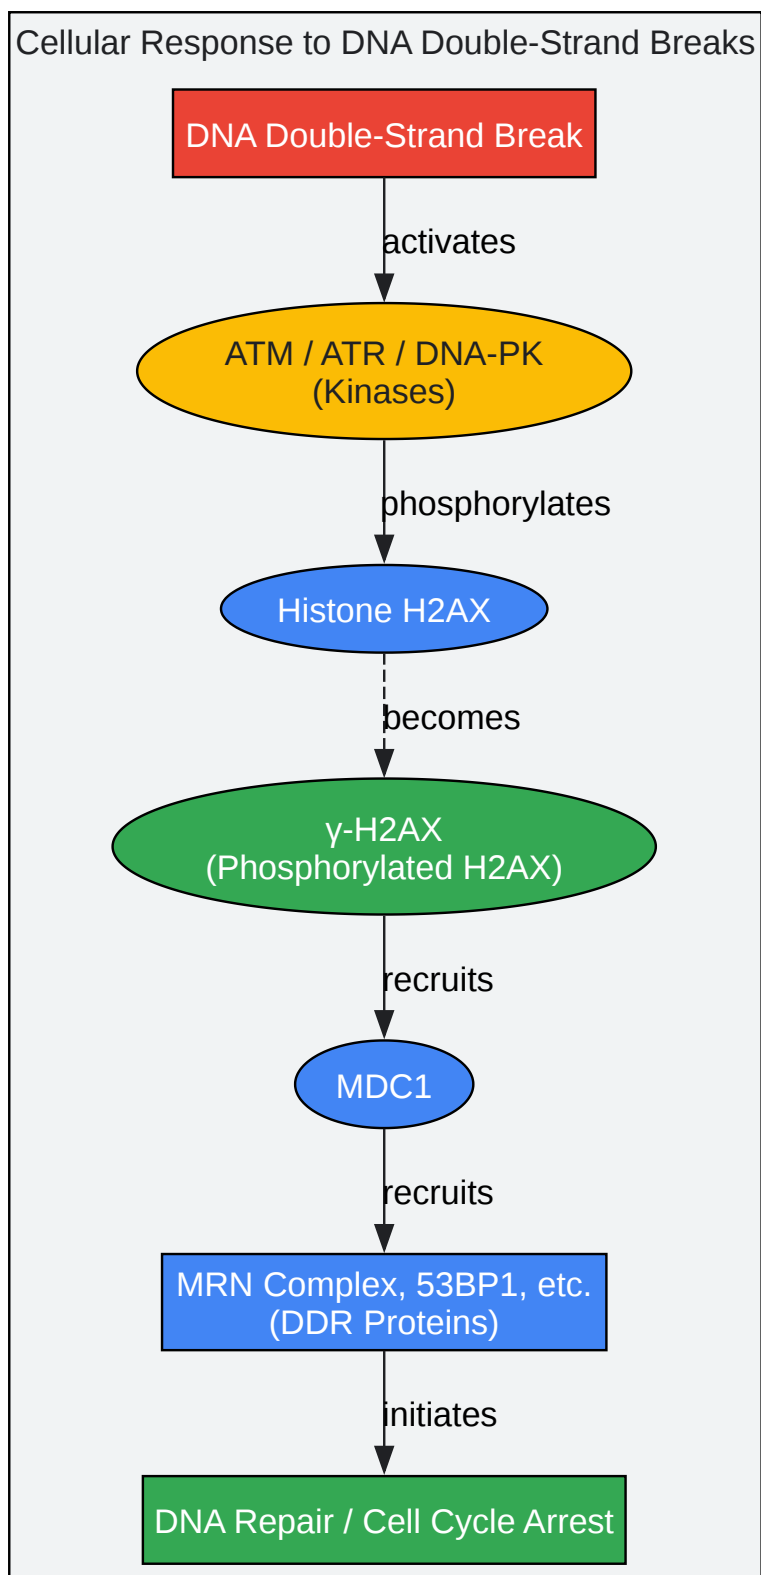 Cellular Response to DNA Double-Strand Breaks
DNA Double-Strand Break
activates
ATM / ATR / DNA-PK
(Kinases)
phosphorylates
Histone H2AX
becomes
γ-H2AX
(Phosphorylated H2AX)
recruits
MDC1
recruits
MRN Complex, 53BP1, etc.
(DDR Proteins)
initiates
DNA Repair / Cell Cycle Arrest